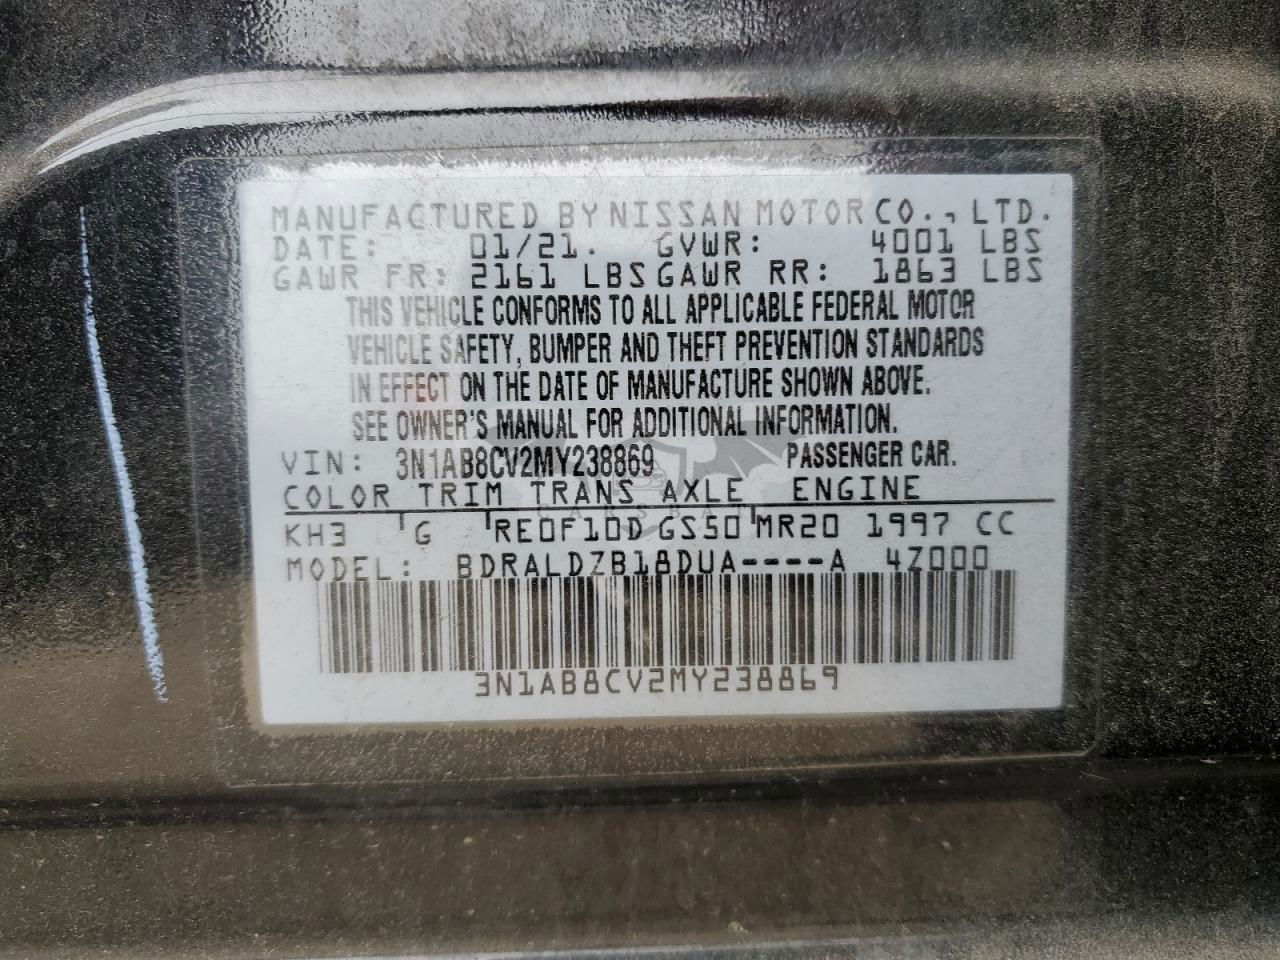 MANUFACTURED BY NISSAN MOTOR CO., LTD.
DATE: 01/21. GVWR: 4001 LBS
GAWR FR: 2161 LBS GAWR RR: 1863 LBS
THIS VEHICLE CONFORMS TO ALL APPLICABLE FEDERAL MOTOR
VEHICLE SAFETY, BUMPER AND THEFT PREVENTION STANDARDS
IN EFFECT ON THE DATE OF MANUFACTURE SHOWN ABOVE.
SEE OWNER'S MANUAL FOR ADDITIONAL INFORMATION.
VIN: 3N1AB8CV2MY238869 PASSENGER CAR.
COLOR TRIM TRANS AXLE ENGINE
CARSBAT
KH3 G RE0F10D GS50 MR20 1997 CC
MODEL: BDRALDZB18DUA----A 4Z000
3N1AB8CV2MY238869